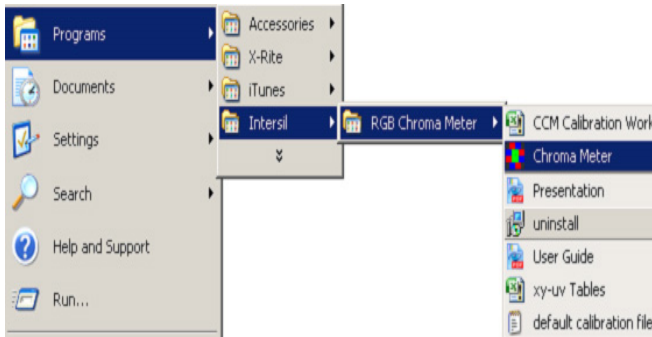 Programs
Documents
Settings
Search
Help and Support
Run...
Accessories
X-Rite
iTunes
Intersil
RGB Chroma Meter
CCM Calibration Work
Chroma Meter
Presentation
uninstall
User Guide
xy-uv Tables
default calibration file